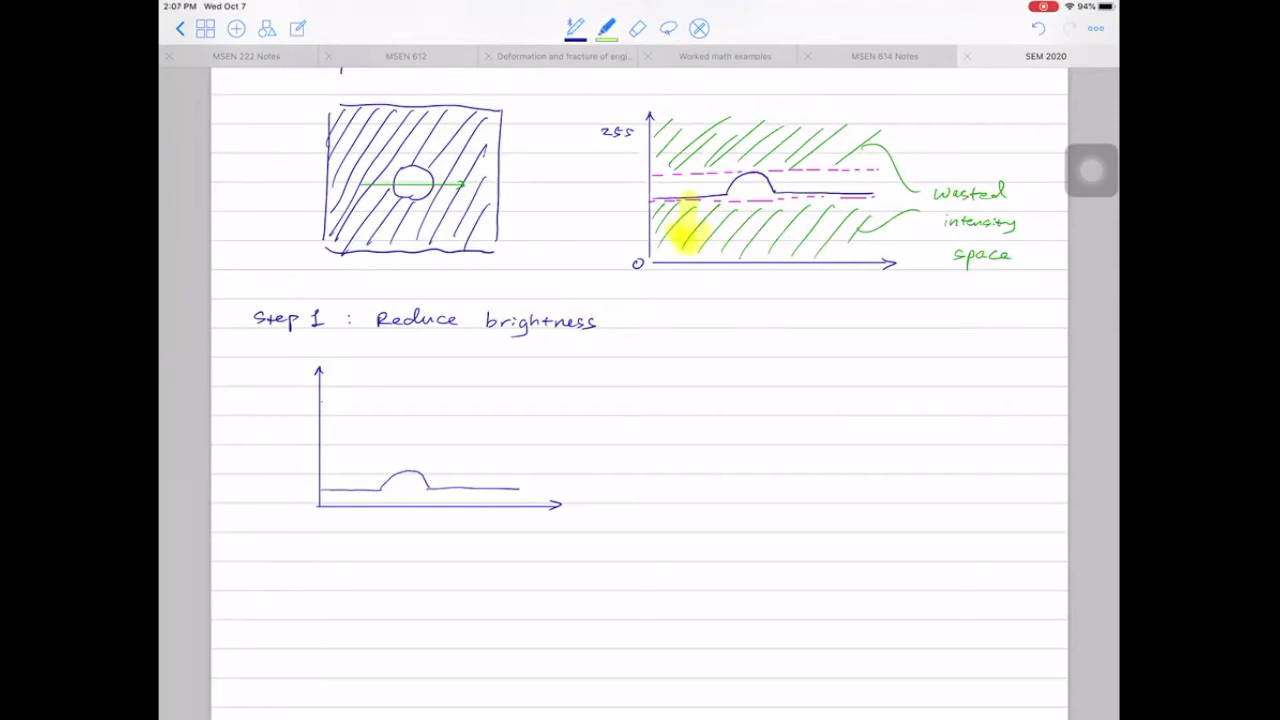 2:07 PM Wed Oct 7
94%
MSEN 222 Notes
MSEN 612
Deformation and fracture of engi...
Worked math examples
MSEN 614 Notes
SEM 2020
255
wasted
intensity
space
0
Step 1 : Reduce brightness